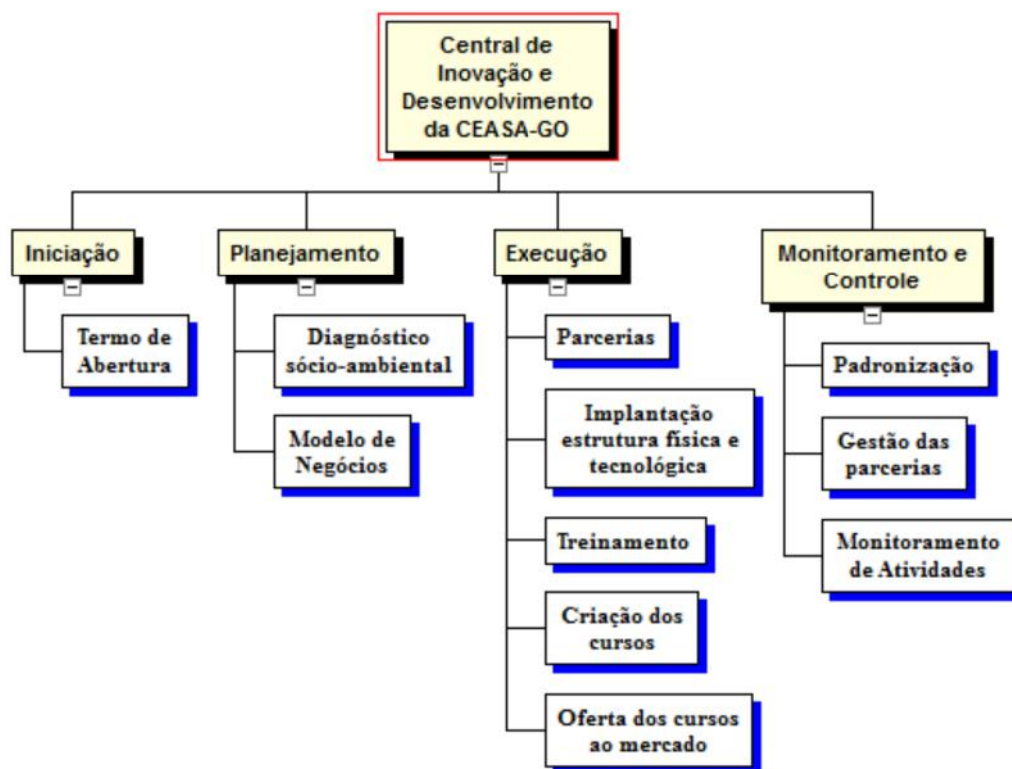 Central de
Inovação e
Desenvolvimento
da CEASA-GO
Iniciação
Termo de
Abertura
Planejamento
Diagnóstico
sócio-ambiental
Modelo de
Negócios
Execução
Parcerias
Implantação
estrutura física e
tecnológica
Treinamento
Criação dos
cursos
Oferta dos cursos
ao mercado
Monitoramento e
Controle
Padronização
Gestão das
parcerias
Monitoramento
de Atividades